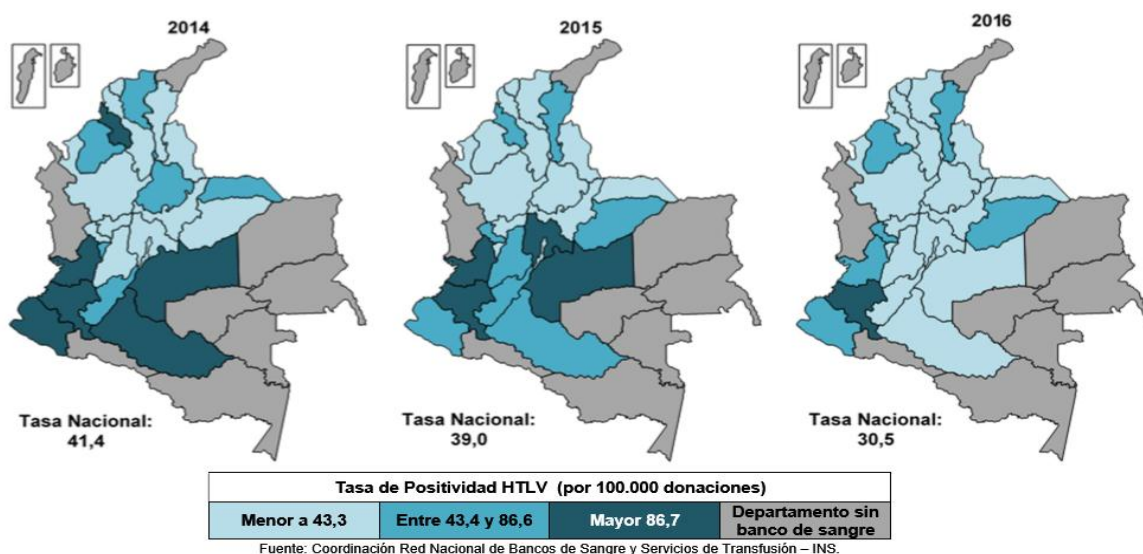 2014
2015
2016
Tasa Nacional:
41,4
Tasa Nacional:
39,0
Tasa Nacional:
30,5
Tasa de Positividad HTLV (por 100.000 donaciones)
Menor a 43,3
Entre 43,4 y 86,6
Mayor 86,7
Departamento sin
banco de sangre
Fuente: Coordinación Red Nacional de Bancos de Sangre y Servicios de Transfusión – INS.